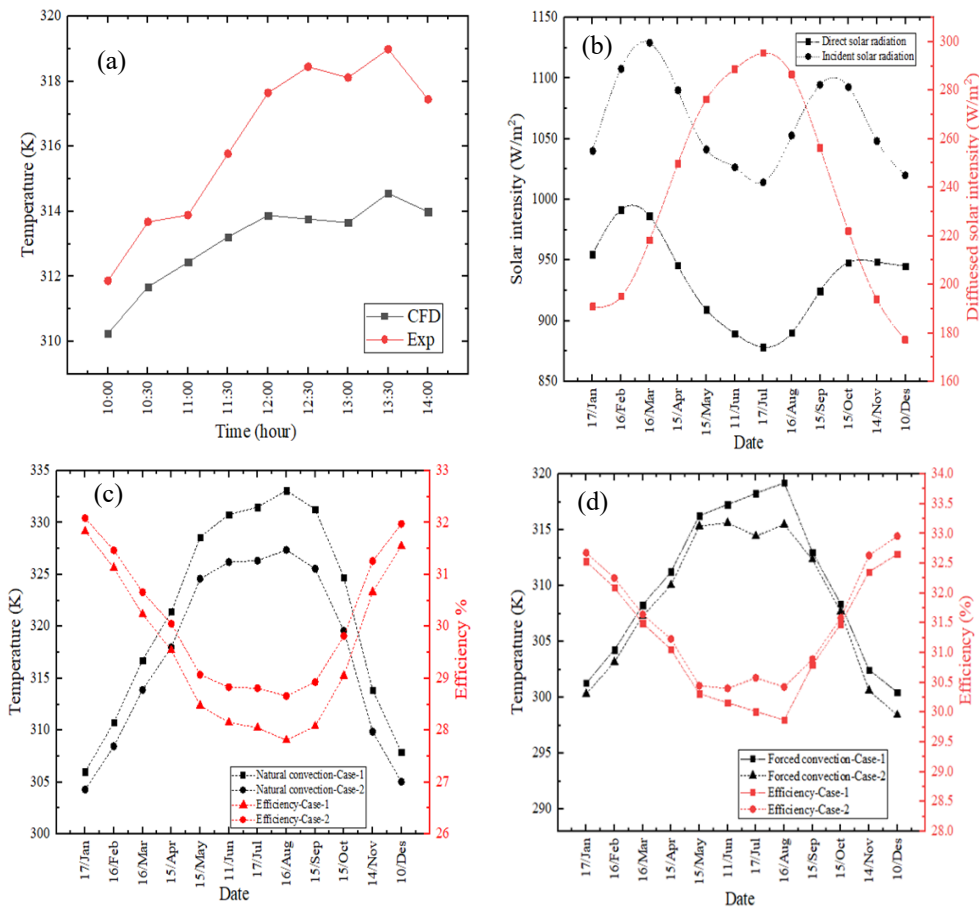 (a)
320
318
316
314
312
310
Temperature (K)
CFD
Exp
10:00
10:30
11:00
11:30
12:00
12:30
13:00
13:30
14:00
Time (hour)
(b)
1150
1100
1050
1000
950
900
850
Solar intensity (W/m²)
Direct solar radiation
Incident solar radiation
300
280
260
240
220
200
180
160
Diffuesed solar intensity (W/m²)
17/Jan
16/Feb
16/Mar
15/Apr
15/May
11/Jun
17/Jul
16/Aug
15/Sep
15/Oct
14/Nov
10/Des
Date
(c)
335
330
325
320
315
310
305
300
Temperature (K)
Natural convection-Case-1
Natural convection-Case-2
Efficiency-Case-1
Efficiency-Case-2
33
32
31
30
29
28
27
26
Efficiency %
17/Jan
16/Feb
16/Mar
15/Apr
15/May
11/Jun
17/Jul
16/Aug
15/Sep
15/Oct
14/Nov
10/Des
Date
(d)
320
315
310
305
300
295
290
Temperature (K)
Forced convection-Case-1
Forced convection-Case-2
Efficiency-Case-1
Efficiency-Case-2
34.0
33.5
33.0
32.5
32.0
31.5
31.0
30.5
30.0
29.5
29.0
28.5
28.0
Efficiency (%)
17/Jan
16/Feb
16/Mar
15/Apr
15/May
11/Jun
17/Jul
16/Aug
15/Sep
15/Oct
14/Nov
10/Des
Date